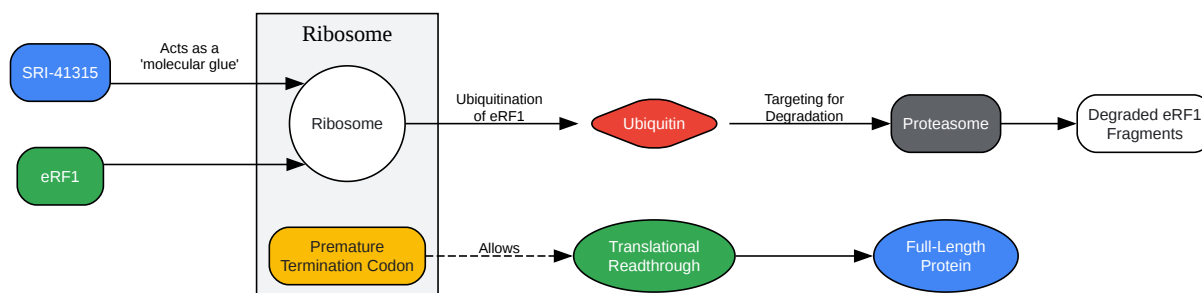 Ribosome
SRI-41315
Acts as a
'molecular glue'
eRF1
Ribosome
Ubiquitination
of eRF1
Ubiquitin
Targeting for
Degradation
Proteasome
Degraded eRF1
Fragments
Premature
Termination Codon
Allows
Translational
Readthrough
Full-Length
Protein